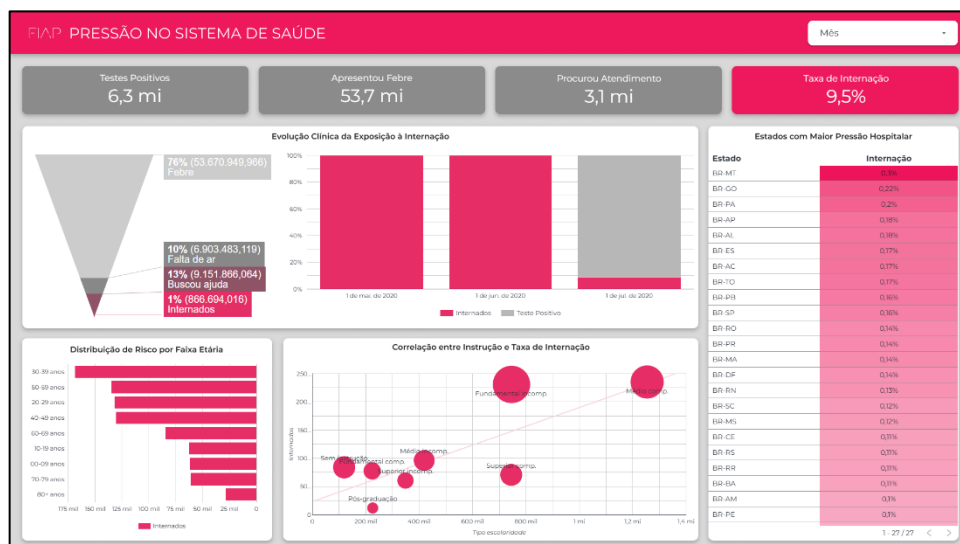 FIAP PRESSÃO NO SISTEMA DE SAÚDE
Mês
Testes Positivos
6,3 mi
Apresentou Febre
53,7 mi
Procurou Atendimento
3,1 mi
Taxa de Internação
9,5%
Evolução Clínica da Exposição à Internação
76% (53.670.949,966)
Febre
10% (6.903.483,119)
Falta de ar
13% (9.151.866,064)
Buscou ajuda
1% (866.694,016)
Internados
100%
80%
60%
40%
20%
0%
1 de mai. de 2020
1 de jun. de 2020
1 de jul. de 2020
Internados
Teste Positivo
Estados com Maior Pressão Hospitalar
Estado Internação
BR-MT 0,3%
BR-GO 0,22%
BR-PA 0,2%
BR-AP 0,18%
BR-AL 0,18%
BR-ES 0,17%
BR-AC 0,17%
BR-TO 0,17%
BR-PB 0,16%
BR-SP 0,16%
BR-RO 0,14%
BR-PR 0,14%
BR-MA 0,14%
BR-DF 0,14%
BR-RN 0,13%
BR-SC 0,12%
BR-MS 0,12%
BR-CE 0,11%
BR-RS 0,11%
BR-RR 0,11%
BR-BA 0,11%
BR-AM 0,1%
BR-PE 0,1%
1 - 27 / 27
Distribuição de Risco por Faixa Etária
30-39 anos
50-59 anos
20-29 anos
40-49 anos
60-69 anos
10-19 anos
00-09 anos
70-79 anos
80+ anos
175 mil 150 mil 125 mil 100 mil 75 mil 50 mil 25 mil 0
Internados
Correlação entre Instrução e Taxa de Internação
Internados
250…
200
150
100
50
0
Fundamental incomp.
Médio comp.
Sem instrução
Fundamental comp.
Médio incomp.
Superior incomp.
Superior comp.
Pós-graduação
0 200 mil 400 mil 600 mil 800 mil 1 mi 1,2 mi 1,4 mi
Tipo escolaridade